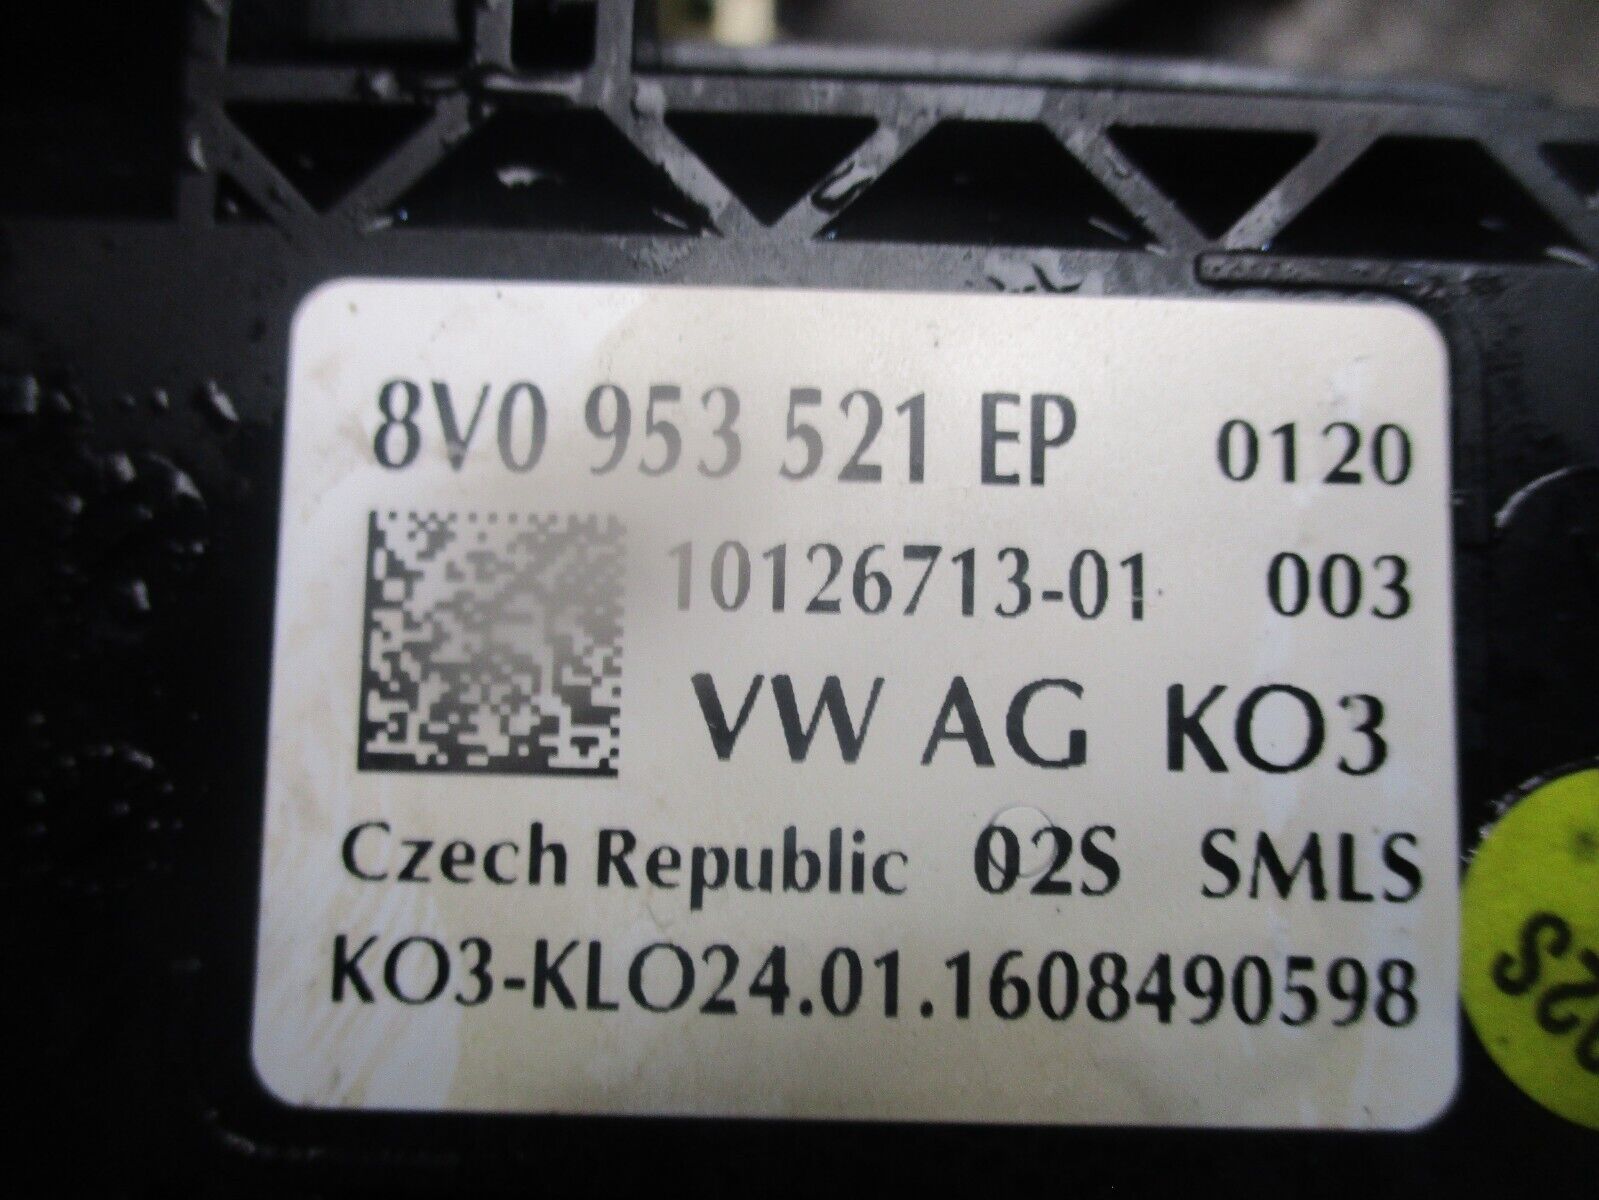 8V0 953 521 EP 0120
10126713-01 003
VW AG KO3
Czech Republic 02S SMLS
KO3-KLO24.01.1608490598
02S